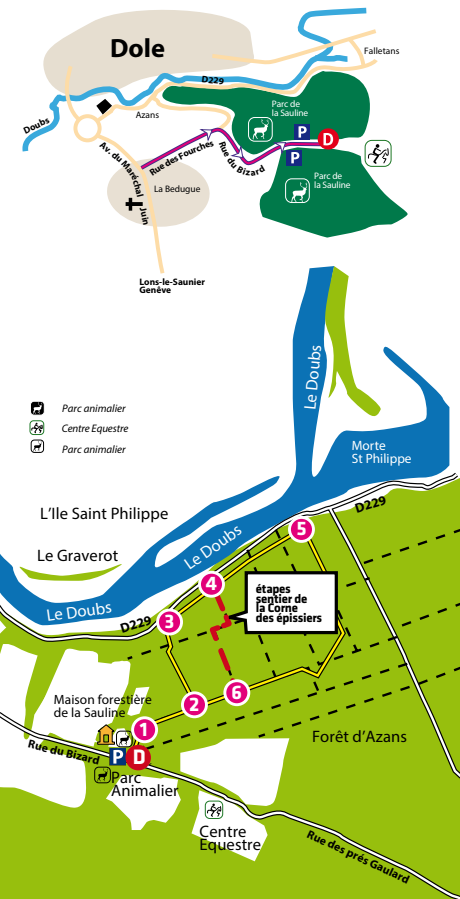 Dole
Falletans
D229
Doubs
Azans
Parc de
la Sauline
P
D
P
Rue des Fourches
Rue du Bizard
Av. du Maréchal Juin
La Bedugue
Parc de
la Sauline
Lons-le-Saunier
Genève
Le Doubs
Parc animalier
Centre Equestre
Parc animalier
Morte
St Philippe
D229
L'Ile Saint Philippe
5
Le Doubs
Le Graverot
4
étapes
sentier de
la Corne
des épissiers
Le Doubs
D229
3
6
2
Maison forestière
de la Sauline
1
Forêt d'Azans
Rue du Bizard
P
D
Parc
Animalier
Centre
Equestre
Rue des prés Gaulard